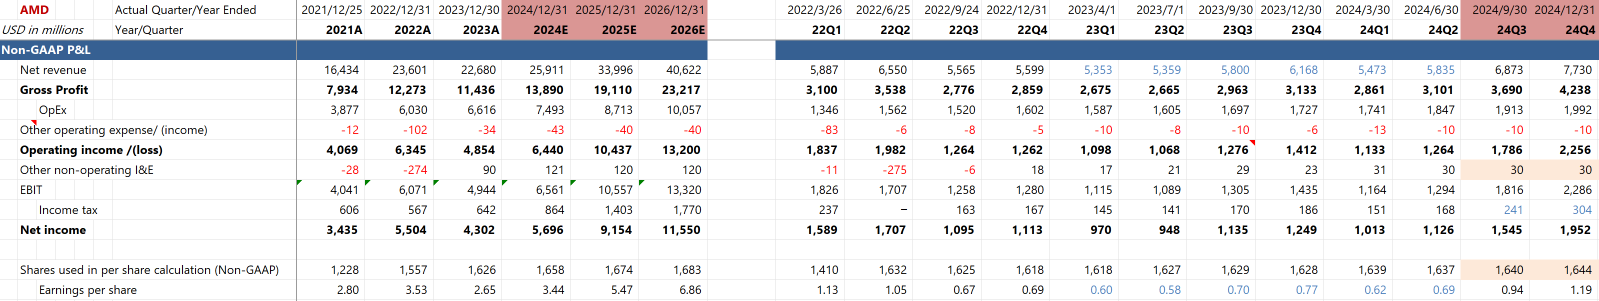 AMD Actual Quarter/Year Ended 2021/12/25 2022/12/31 2023/12/30 2024/12/31 2025/12/31 2026/12/31 2022/3/26 2022/6/25 2022/9/24 2022/12/31 2023/4/1 2023/7/1 2023/9/30 2023/12/30 2024/3/30 2024/6/30 2024/9/30 2024/12/31
USD in millions Year/Quarter 2021A 2022A 2023A 2024E 2025E 2026E 22Q1 22Q2 22Q3 22Q4 23Q1 23Q2 23Q3 23Q4 24Q1 24Q2 24Q3 24Q4
Non-GAAP P&L
Net revenue 16,434 23,601 22,680 25,911 33,996 40,622 5,887 6,550 5,565 5,599 5,353 5,359 5,800 6,168 5,473 5,835 6,873 7,730
Gross Profit 7,934 12,273 11,436 13,890 19,110 23,217 3,100 3,538 2,776 2,859 2,675 2,665 2,963 3,133 2,861 3,101 3,690 4,238
OpEx 3,877 6,030 6,616 7,493 8,713 10,057 1,346 1,562 1,520 1,602 1,587 1,605 1,697 1,727 1,741 1,847 1,913 1,992
Other operating expense/ (income) -12 -102 -34 -43 -40 -40 -83 -6 -8 -5 -10 -8 -10 -6 -13 -10 -10 -10
Operating income /(loss) 4,069 6,345 4,854 6,440 10,437 13,200 1,837 1,982 1,264 1,262 1,098 1,068 1,276 1,412 1,133 1,264 1,786 2,256
Other non-operating I&E -28 -274 90 121 120 120 -11 -275 -6 18 17 21 29 23 31 30 30 30
EBIT 4,041 6,071 4,944 6,561 10,557 13,320 1,826 1,707 1,258 1,280 1,115 1,089 1,305 1,435 1,164 1,294 1,816 2,286
Income tax 606 567 642 864 1,403 1,770 237 – 163 167 145 141 170 186 151 168 241 304
Net income 3,435 5,504 4,302 5,696 9,154 11,550 1,589 1,707 1,095 1,113 970 948 1,135 1,249 1,013 1,126 1,545 1,952
Shares used in per share calculation (Non-GAAP) 1,228 1,557 1,626 1,658 1,674 1,683 1,410 1,632 1,625 1,618 1,618 1,627 1,629 1,628 1,639 1,637 1,640 1,644
Earnings per share 2.80 3.53 2.65 3.44 5.47 6.86 1.13 1.05 0.67 0.69 0.60 0.58 0.70 0.77 0.62 0.69 0.94 1.19